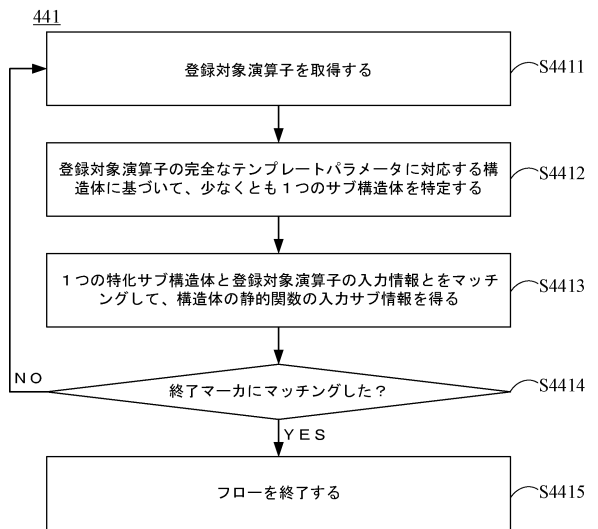 441
登録対象演算子を取得する
S4411
登録対象演算子の完全なテンプレートパラメータに対応する構
造体に基づいて、少なくとも１つのサブ構造体を特定する
S4412
１つの特化サブ構造体と登録対象演算子の入力情報とをマッチ
ングして、構造体の静的関数の入力サブ情報を得る
S4413
ＮＯ
終了マーカにマッチングした？
S4414
ＹＥＳ
フローを終了する
S4415